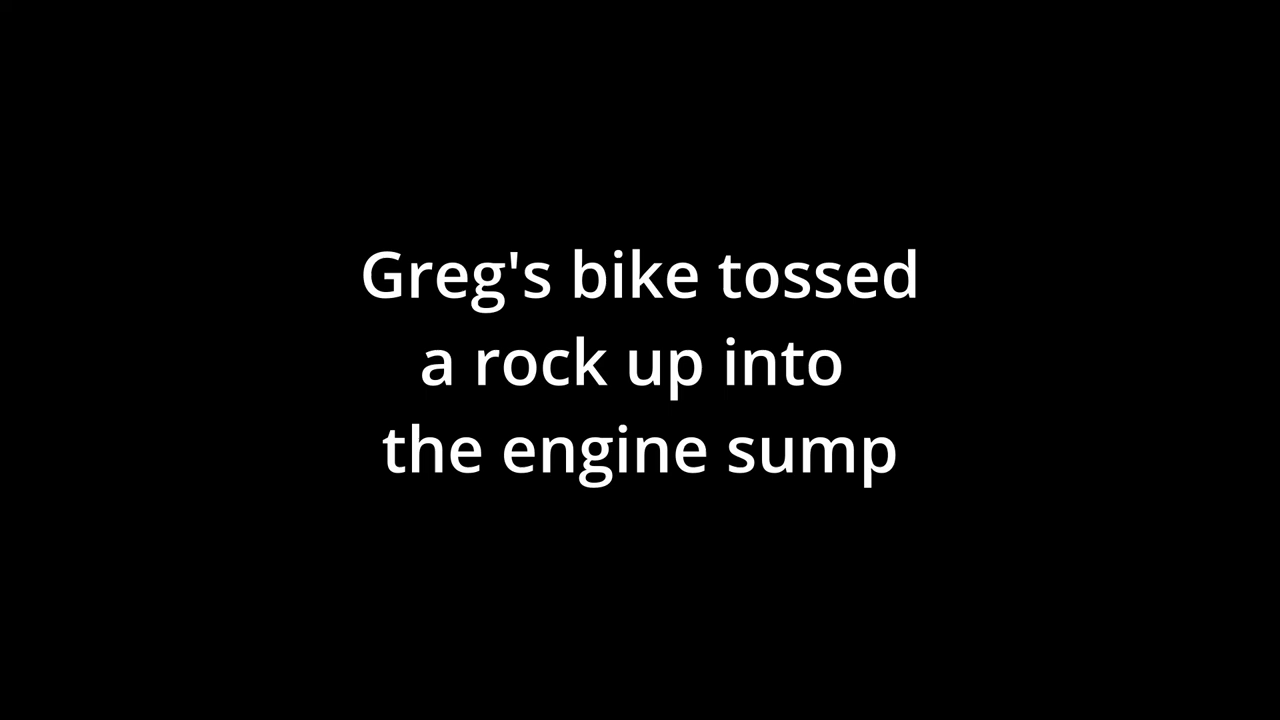 Greg's bike tossed
a rock up into
the engine sump